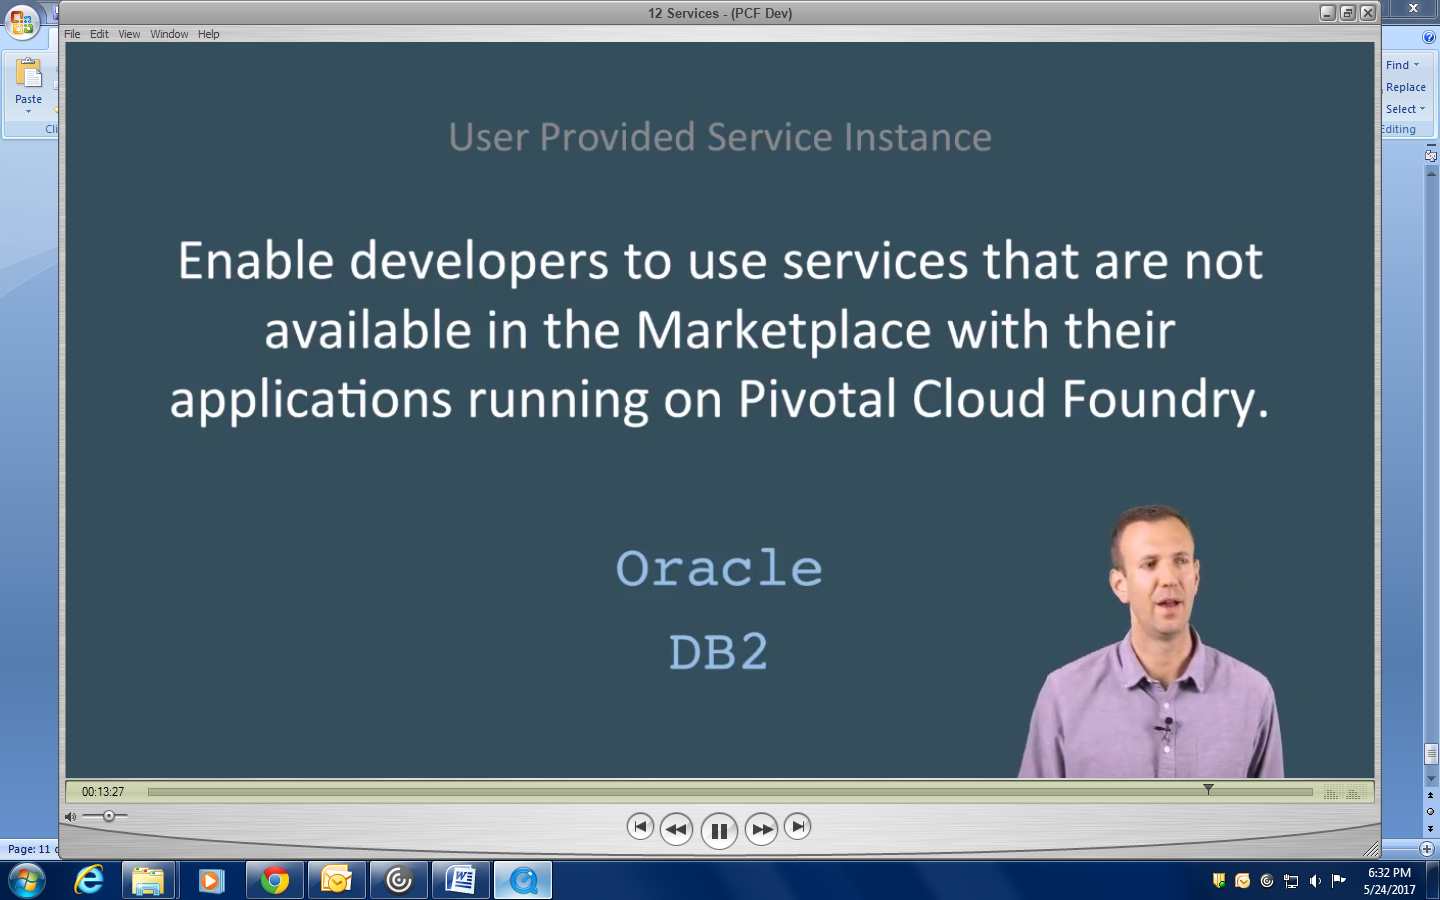 12 Services - (PCF Dev)
File Edit View Window Help
Paste
Cli
Find
Replace
Select
Editing
User Provided Service Instance
Enable developers to use services that are not
available in the Marketplace with their
applications running on Pivotal Cloud Foundry.
Oracle
DB2
00:13:27
Page: 11
6:32 PM
5/24/2017